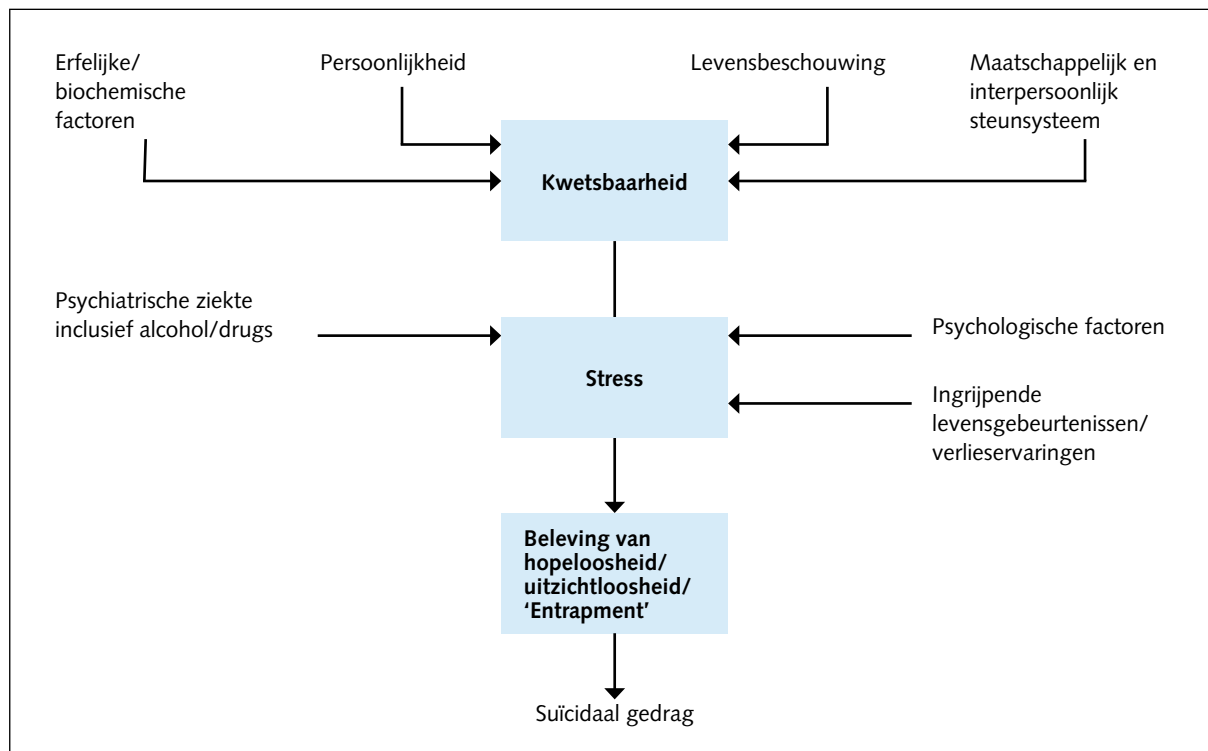 Erfelijke/
biochemische
factoren
Persoonlijkheid
Levensbeschouwing
Maatschappelijk en
interpersoonlijk
steunsysteem
Kwetsbaarheid
Psychiatrische ziekte
inclusief alcohol/drugs
Stress
Psychologische factoren
Ingrijpende
levensgebeurtenissen/
verlieservaringen
Beleving van
hopeloosheid/
uitzichtloosheid/
‘Entrapment’
Suïcidaal gedrag